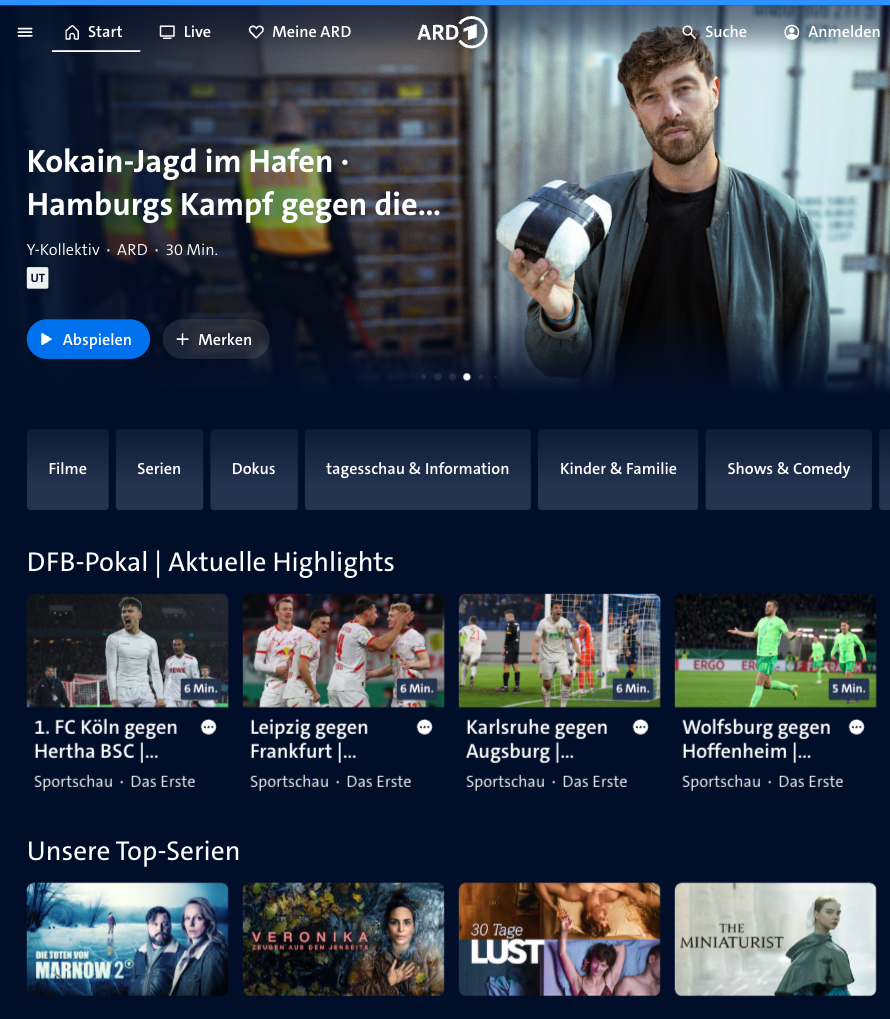 Start
Live
Meine ARD
ARD 1
Suche
Anmelden
Kokain-Jagd im Hafen ·
Hamburgs Kampf gegen die...
Y-Kollektiv · ARD · 30 Min.
UT
Abspielen
Merken
Filme
Serien
Dokus
tagesschau & Information
Kinder & Familie
Shows & Comedy
DFB-Pokal | Aktuelle Highlights
6 Min.
6 Min.
6 Min.
5 Min.
1. FC Köln gegen
Hertha BSC |...
Sportschau · Das Erste
Leipzig gegen
Frankfurt |...
Sportschau · Das Erste
Karlsruhe gegen
Augsburg |...
Sportschau · Das Erste
Wolfsburg gegen
Hoffenheim |...
Sportschau · Das Erste
Unsere Top-Serien
DIE TOTEN VON
MARNOW 2
VERONIKA
ZEUGEN AUS DEM JENSEITS
30 Tage
LUST
THE
MINIATURIST